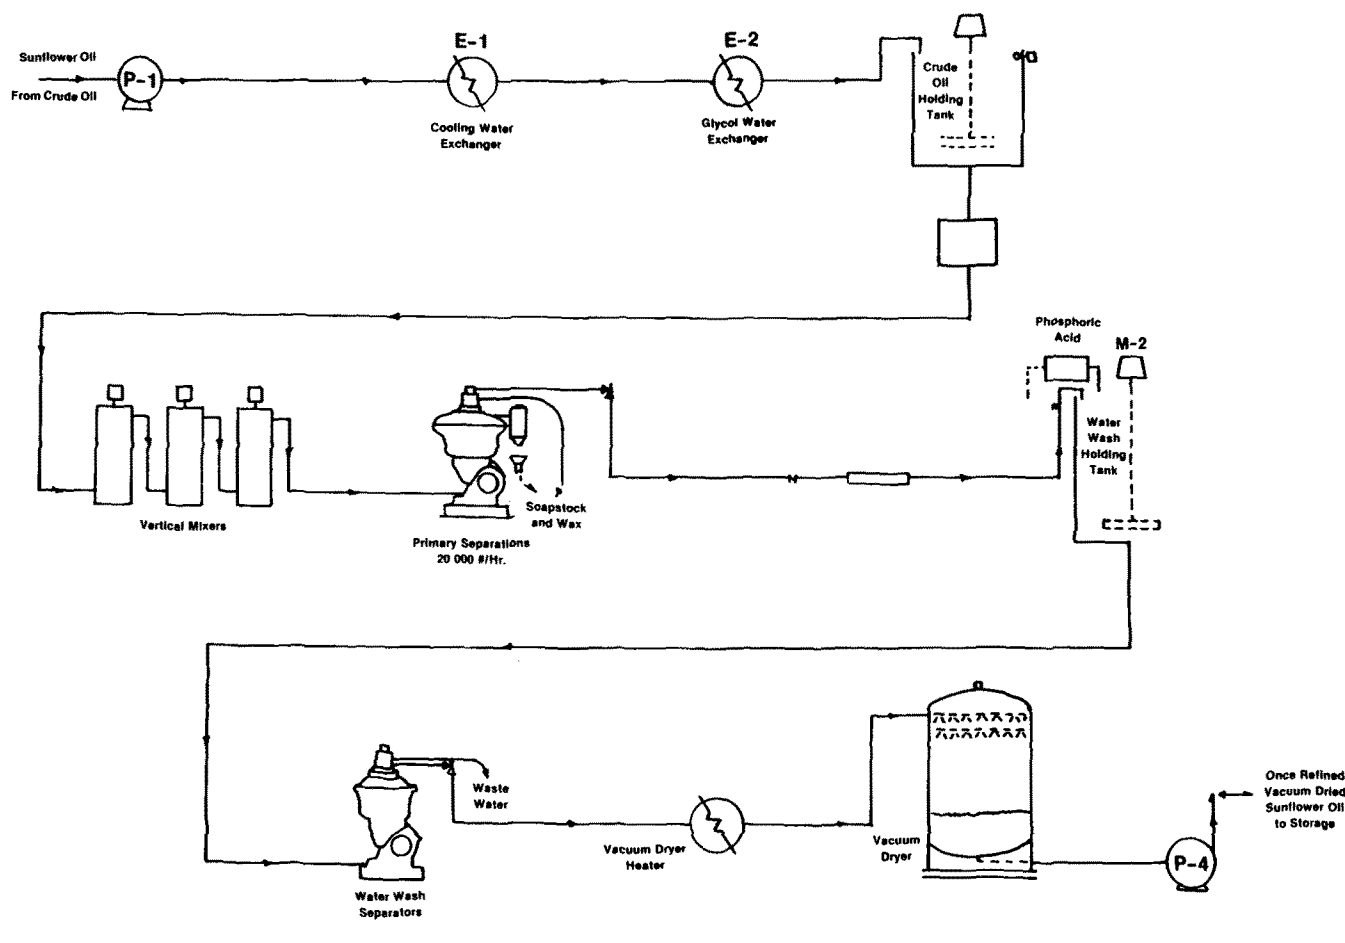 Sunflower Oil
From Crude Oil
P-1
E-1
Cooling Water
Exchanger
E-2
Glycol Water
Exchanger
Crude
Oil
Holding
Tank
Phosphoric
Acid
M-2
Water
Wash
Holding
Tank
Vertical Mixers
Primary Separations
20 000 #/Hr.
Soapstock
and Wax
Waste
Water
Water Wash
Separators
Vacuum Dryer
Heater
Vacuum
Dryer
P-4
Once Refined
Vacuum Dried
Sunflower Oil
to Storage